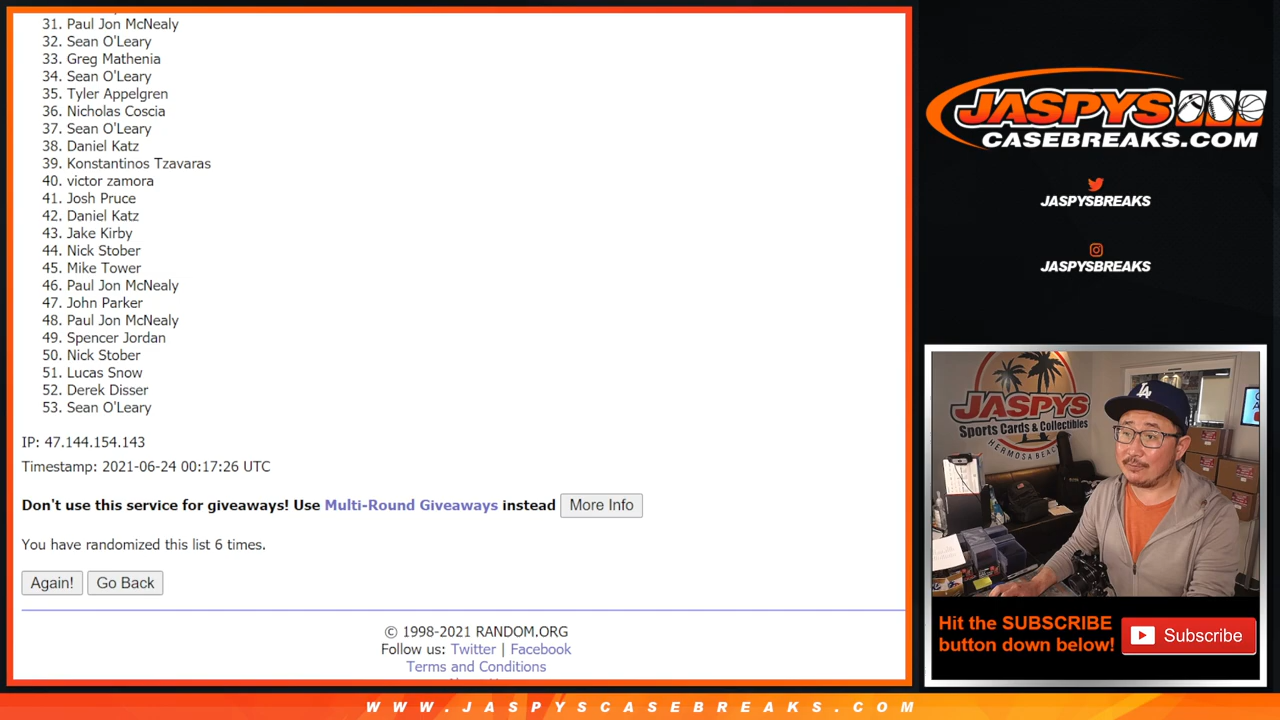 31. Paul Jon McNealy
32. Sean O'Leary
33. Greg Mathenia
34. Sean O'Leary
35. Tyler Appelgren
36. Nicholas Coscia
37. Sean O'Leary
38. Daniel Katz
39. Konstantinos Tzavaras
40. victor zamora
41. Josh Pruce
42. Daniel Katz
43. Jake Kirby
44. Nick Stober
45. Mike Tower
46. Paul Jon McNealy
47. John Parker
48. Paul Jon McNealy
49. Spencer Jordan
50. Nick Stober
51. Lucas Snow
52. Derek Disser
53. Sean O'Leary
IP: 47.144.154.143
Timestamp: 2021-06-24 00:17:26 UTC
Don't use this service for giveaways! Use Multi-Round Giveaways instead More Info
You have randomized this list 6 times.
Again! Go Back
© 1998-2021 RANDOM.ORG
Follow us: Twitter | Facebook
Terms and Conditions
JASPYS
CASEBREAKS.COM
JASPYSBREAKS
JASPYSBREAKS
JASPYS
Sports Cards & Collectibles
HERMOSA BEACH
LA
Hit the SUBSCRIBE
button down below!
Subscribe
WWW.JASPYSCASEBREAKS.COM